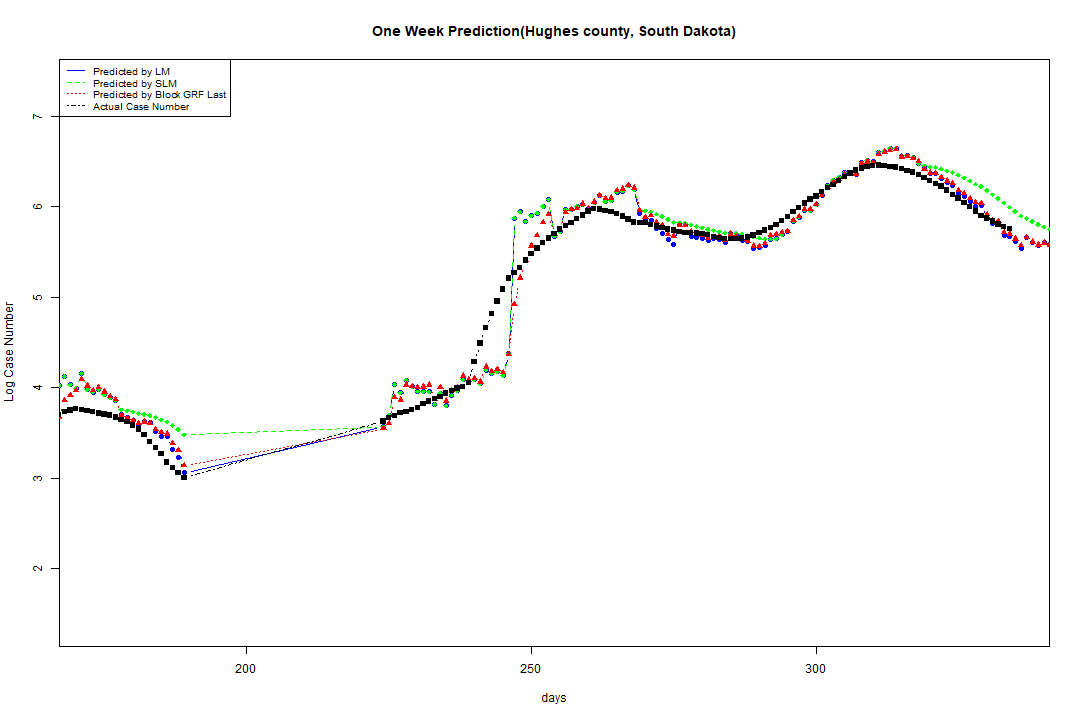 One Week Prediction(Hughes county, South Dakota)
Predicted by LM
Predicted by SLM
Predicted by Block GRF Last
Actual Case Number
7
6
5
4
3
2
Log Case Number
200
250
300
days